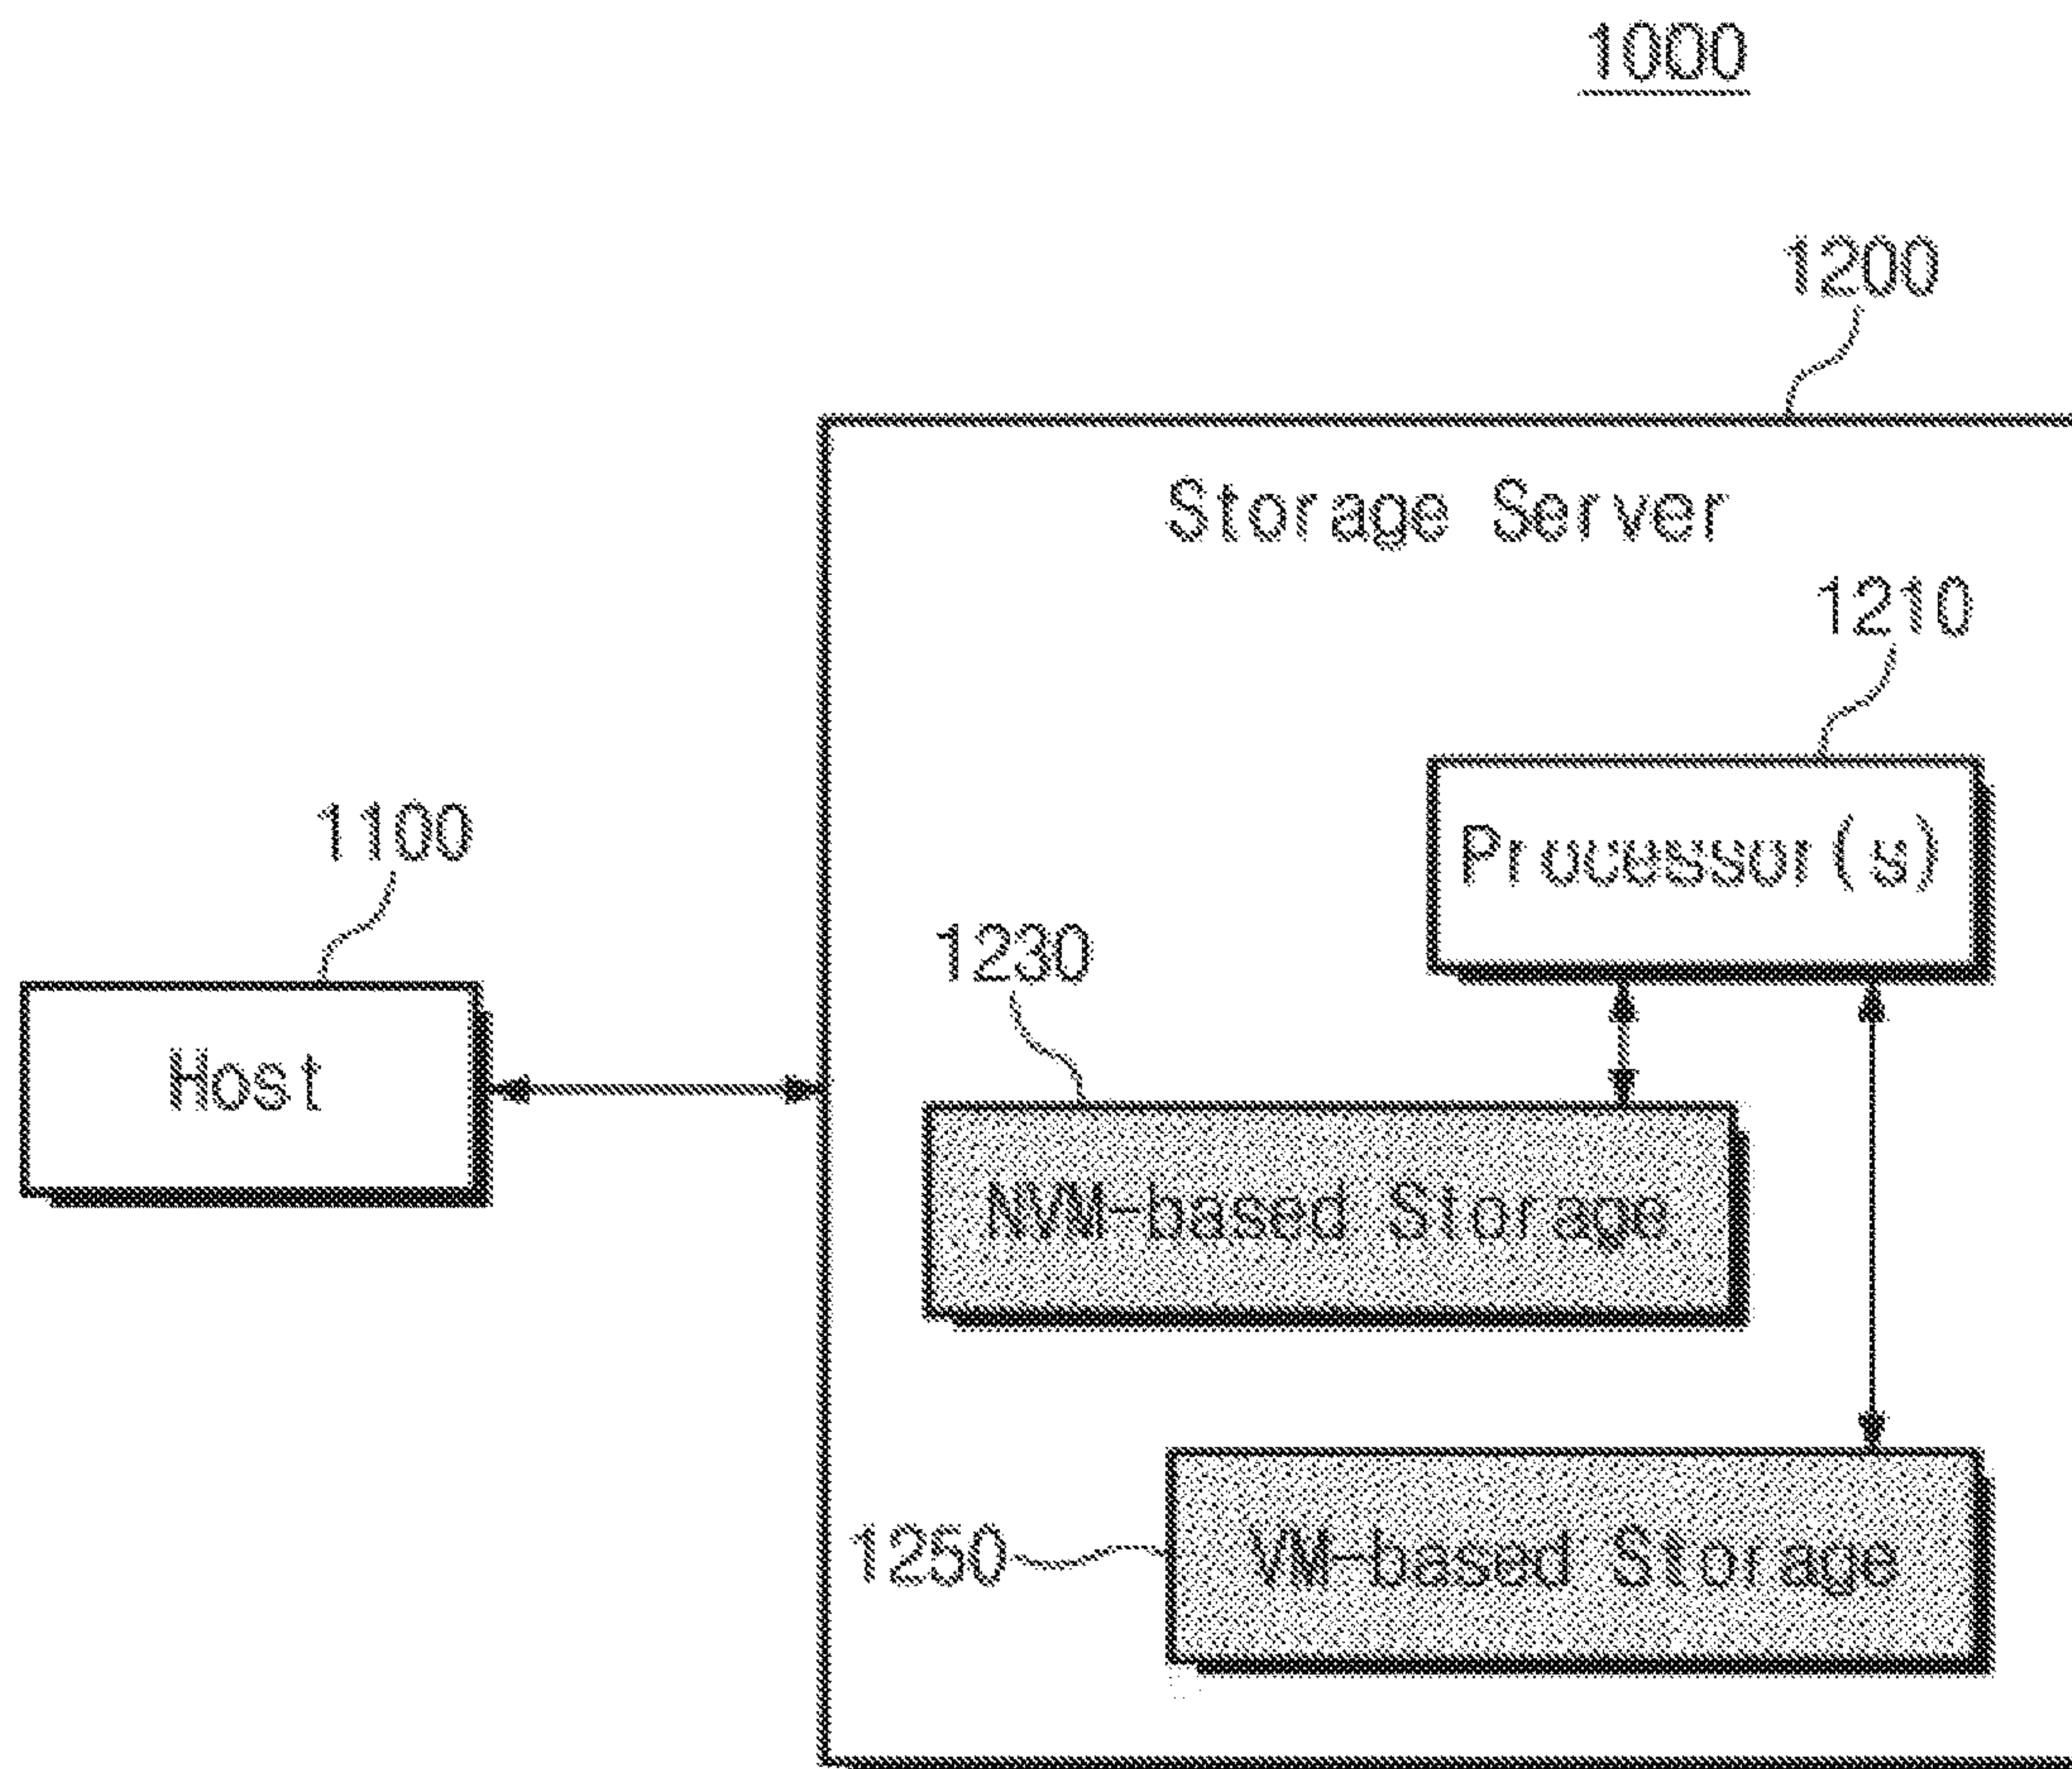 1000
1200
Storage Server
1210
Processor(s)
1100
1230
Host
NVM-based Storage
1250
VM-based Storage